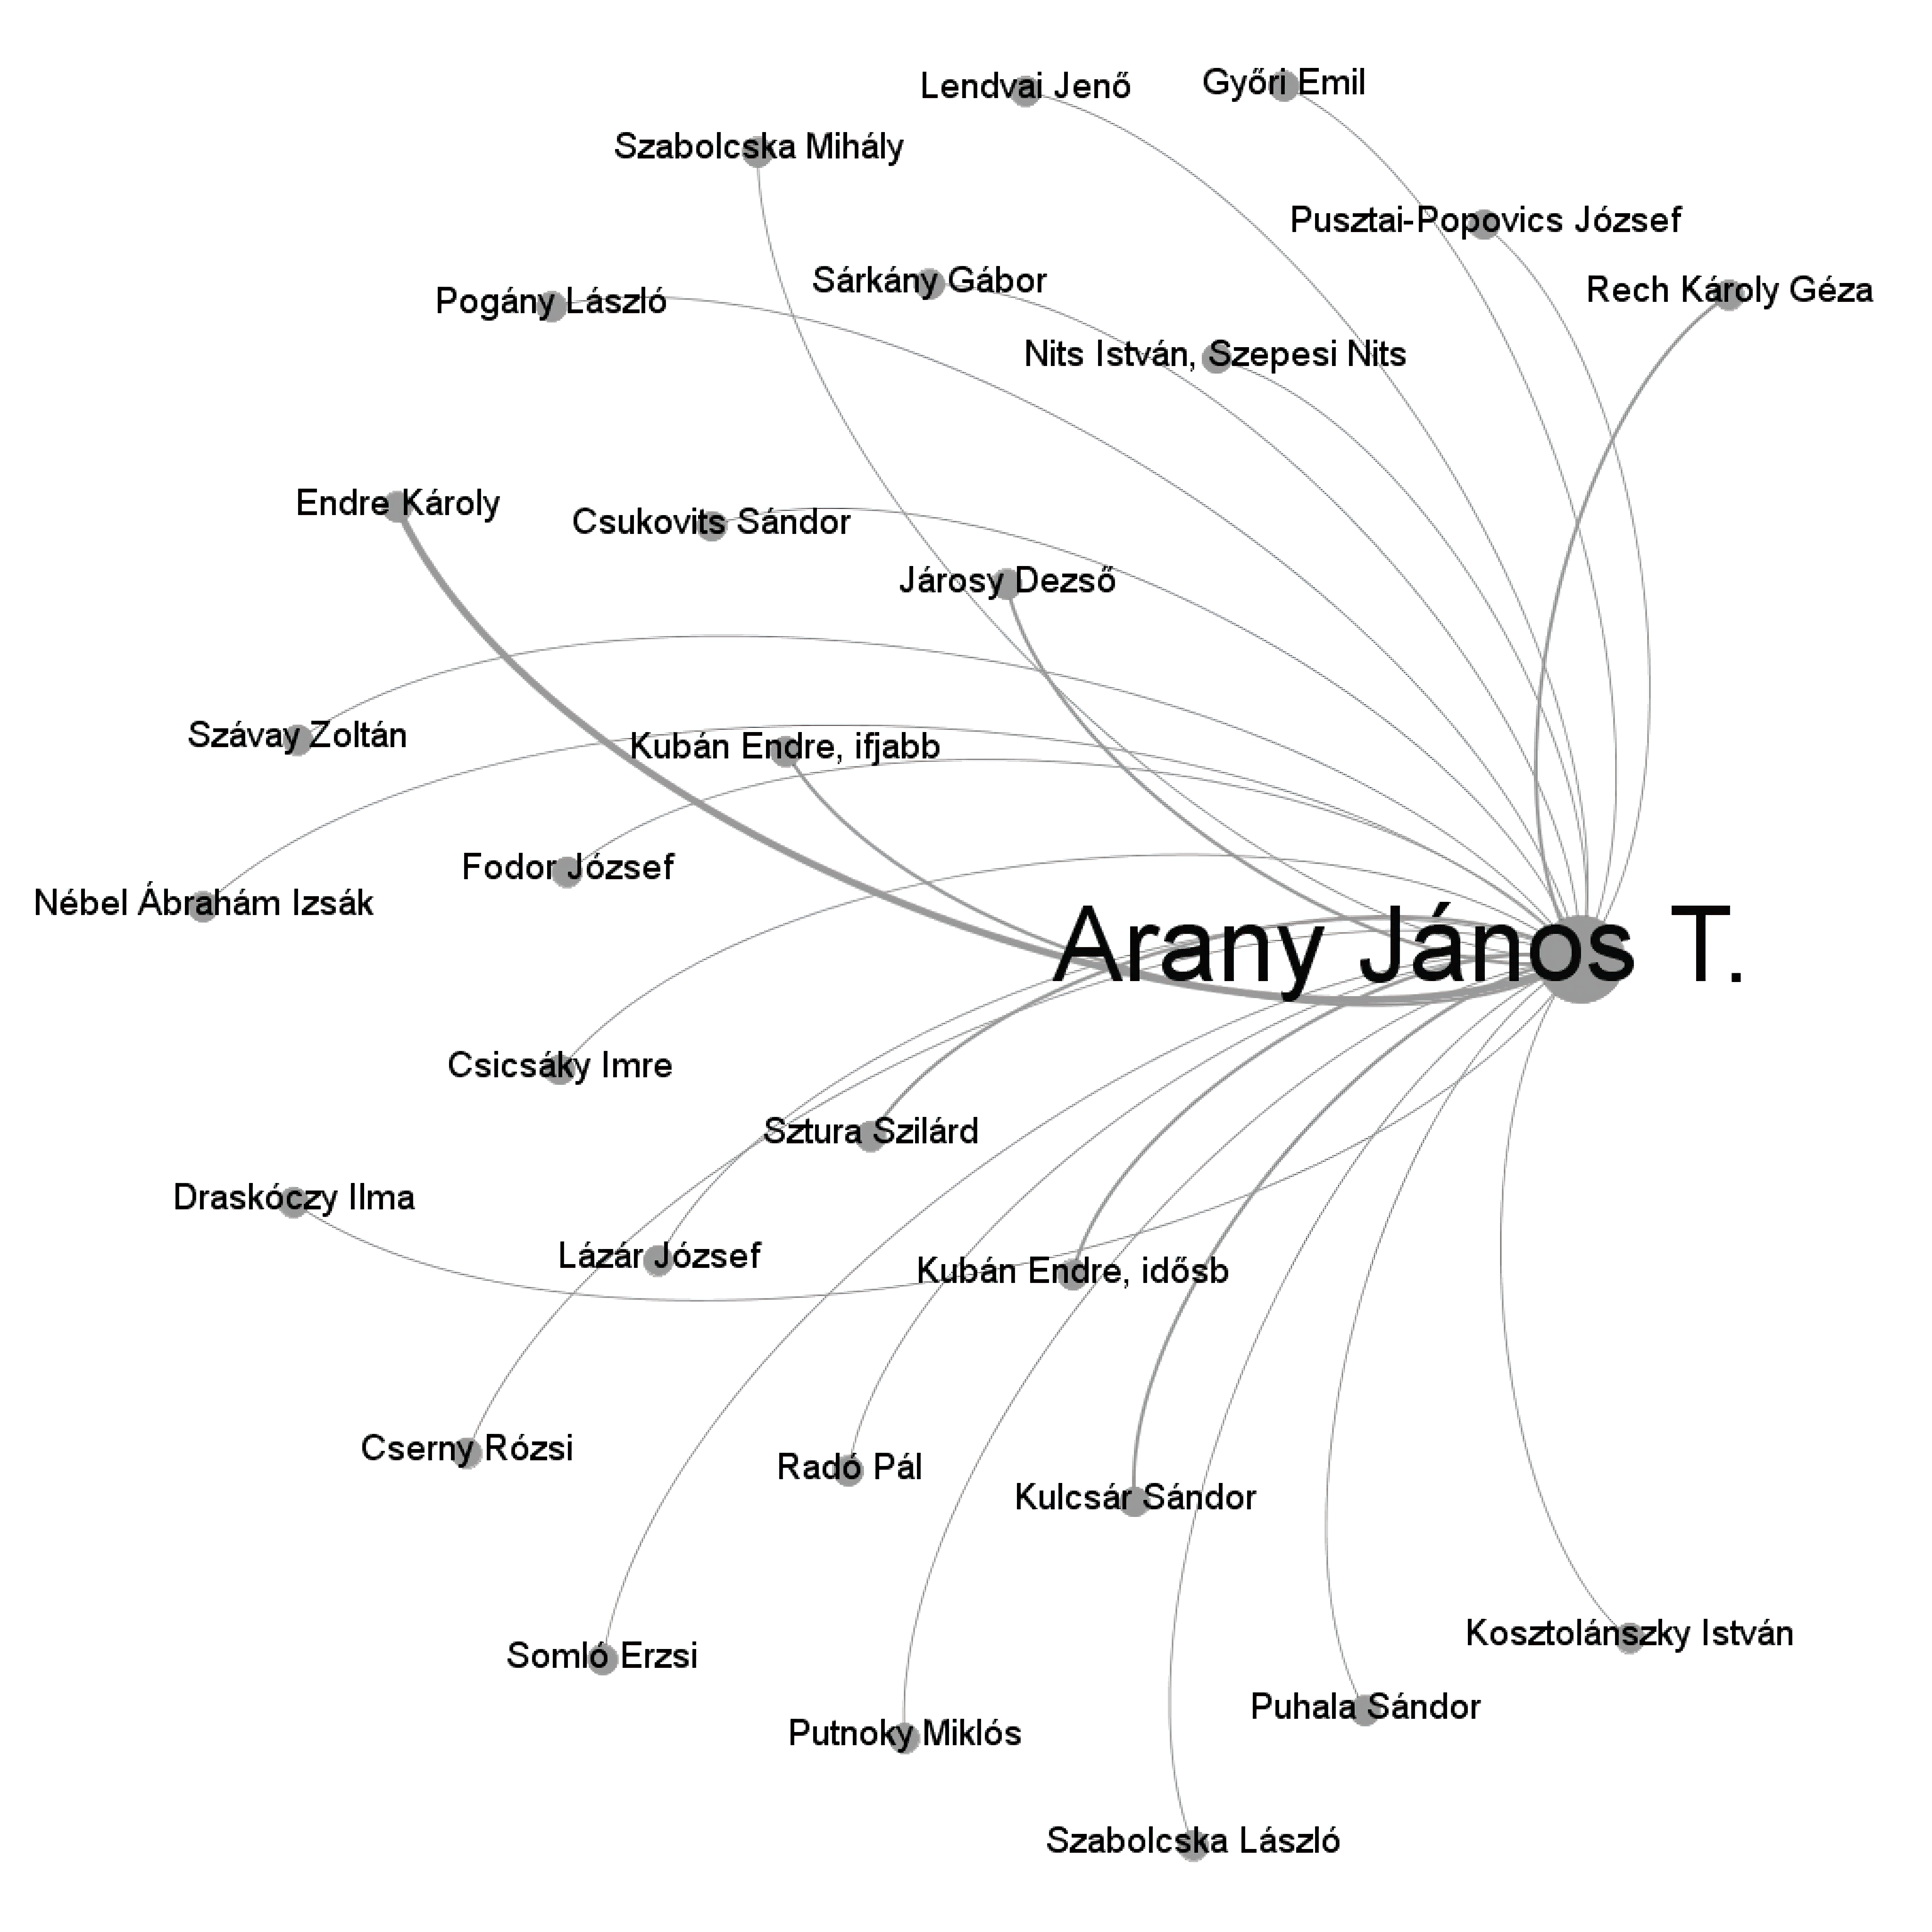 Győri Emil
Lendvai Jenő
Szabolcska Mihály
Pusztai-Popovics József
Sárkány Gábor
Rech Károly Géza
Pogány László
Nits István, Szepesi Nits
Endre Károly
Csukovits Sándor
Járosy Dezső
Szávay Zoltán
Kubán Endre, ifjabb
Fodor József
Nébel Ábrahám Izsák
Arany János T.
Csicsáky Imre
Sztura Szilárd
Draskóczy Ilma
Lázár József
Kubán Endre, idősb
Cserny Rózsi
Radó Pál
Kulcsár Sándor
Kosztolánszky István
Somló Erzsi
Puhala Sándor
Putnoky Miklós
Szabolcska László